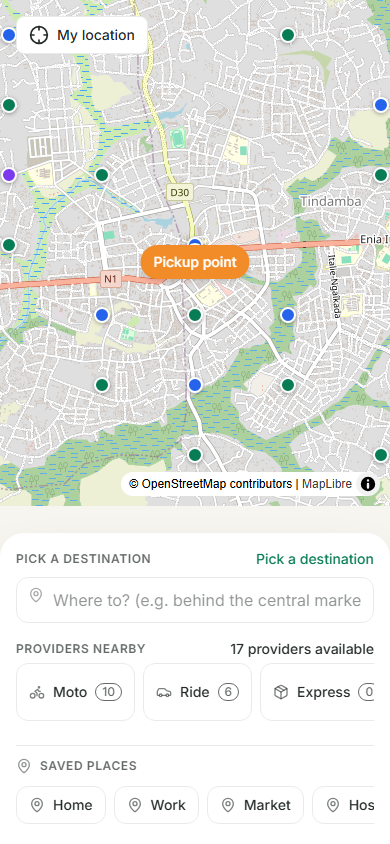 My location
D30
Tindamba
Enia I
Italie-Ngaïkada
Pickup point
N1
© OpenStreetMap contributors | MapLibre
PICK A DESTINATION
Pick a destination
Where to? (e.g. behind the central marke
PROVIDERS NEARBY
17 providers available
Moto 10
Ride 6
Express 0
SAVED PLACES
Home
Work
Market
Hos